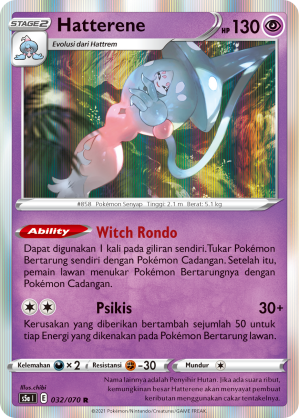 STAGE2
Hatterene
HP 130
Evolusi dari Hattrem
#858 Pokémon Senyap Tinggi: 2.1 m Berat: 5.1 kg
Ability Witch Rondo
Dapat digunakan 1 kali pada giliran sendiri. Tukar Pokémon
Bertarung sendiri dengan Pokémon Cadangan. Setelah itu,
pemain lawan menukar Pokémon Bertarungnya dengan
Pokémon Cadangan.
Psikis 30+
Kerusakan yang diberikan bertambah sejumlah 50 untuk
tiap Energi yang dikenakan pada Pokémon Bertarung lawan.
Kelemahan ×2 Resistansi -30 Mundur
Illus. chibi
s5a I E 032/070 R
Nama lainnya adalah Penyihir Hutan. Jika ada suara ribut,
kemungkinan besar Hatterene akan menyayat pembuat
keributan menggunakan cakar tentakelnya.
©2021 Pokémon/Nintendo/Creatures/GAME FREAK.